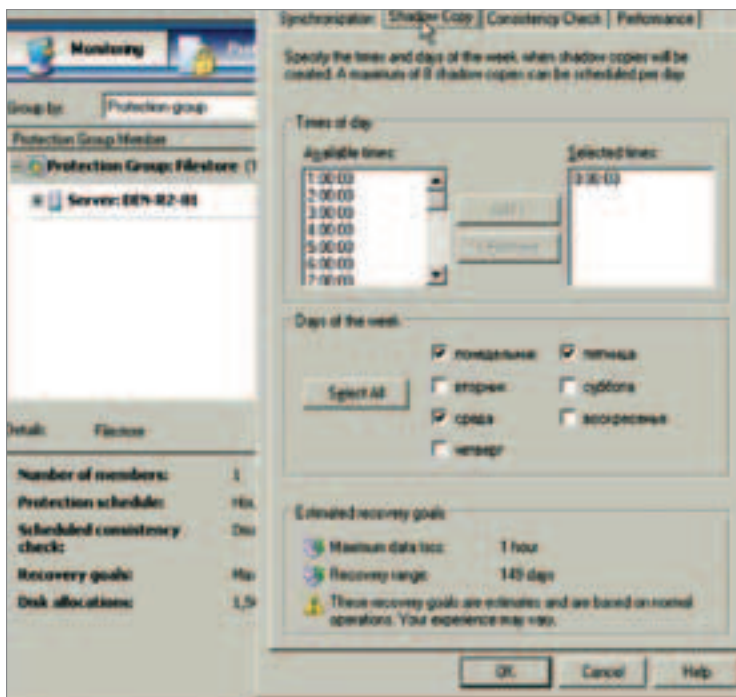 Monitoring
Group by: Protection group
Protection Group Member
Protection Group: Filestore
Server: DEN-R2-01
Details: Filestore
Number of members: 1
Protection schedule:
Scheduled consistency check:
Recovery goals:
Disk allocations:
Synchronization Shadow Copy Consistency Check Performance
Specify the times and days of the week when shadow copies will be
created. A maximum of 8 shadow copies can be scheduled per day.
Times of day
Available times:
1:00:00
2:00:00
3:00:00
4:00:00
5:00:00
6:00:00
7:00:00
Add >
< Remove
Selected times:
Days of the week
Select All
понедельник
вторник
среда
четверг
пятница
суббота
воскресенье
Estimated recovery goals
Maximum data loss: 1 hour
Recovery range: 149 days
These recovery goals are estimates and are based on normal
operations. Your experience may vary.
OK Cancel Help